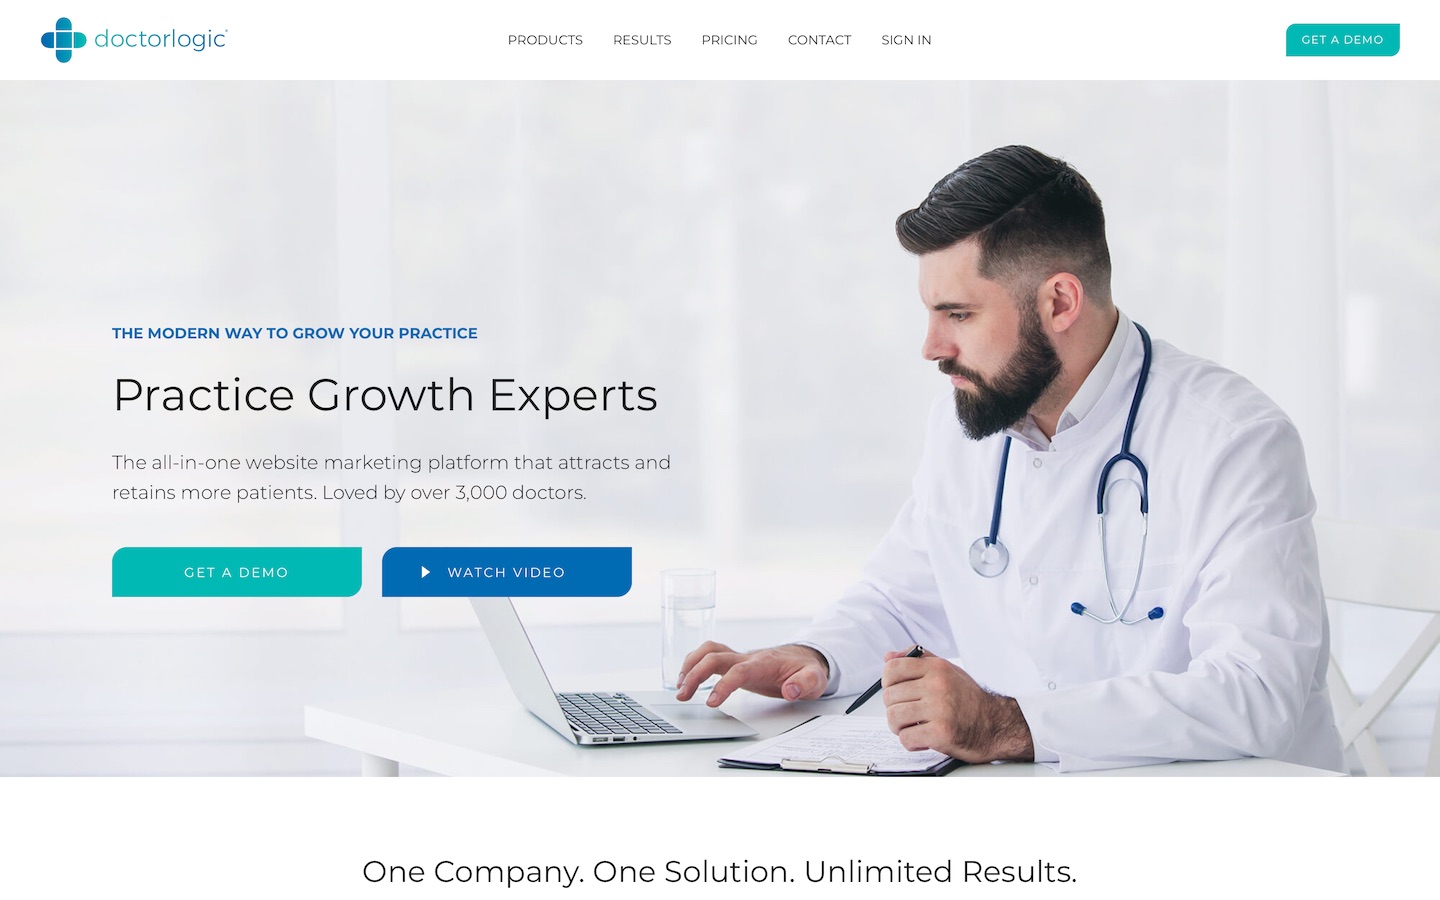 doctorlogic
PRODUCTS
RESULTS
PRICING
CONTACT
SIGN IN
GET A DEMO
THE MODERN WAY TO GROW YOUR PRACTICE
Practice Growth Experts
The all-in-one website marketing platform that attracts and
retains more patients. Loved by over 3,000 doctors.
GET A DEMO
WATCH VIDEO
One Company. One Solution. Unlimited Results.